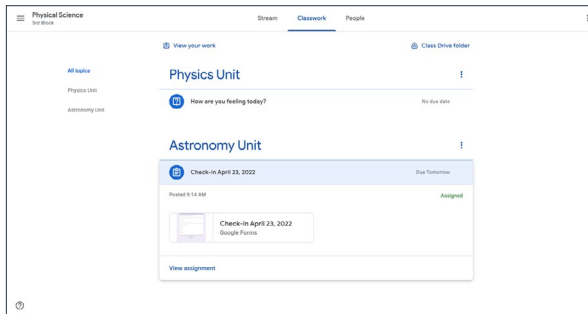 Physical Science
3rd Block
Stream Classwork People
View your work
Class Drive folder
All topics
Physics Unit
Astronomy Unit
Physics Unit
How are you feeling today?
No due date
Astronomy Unit
Check-in April 23, 2022
Due Tomorrow
Posted 9:14 AM
Assigned
Check-in April 23, 2022
Google Forms
View assignment